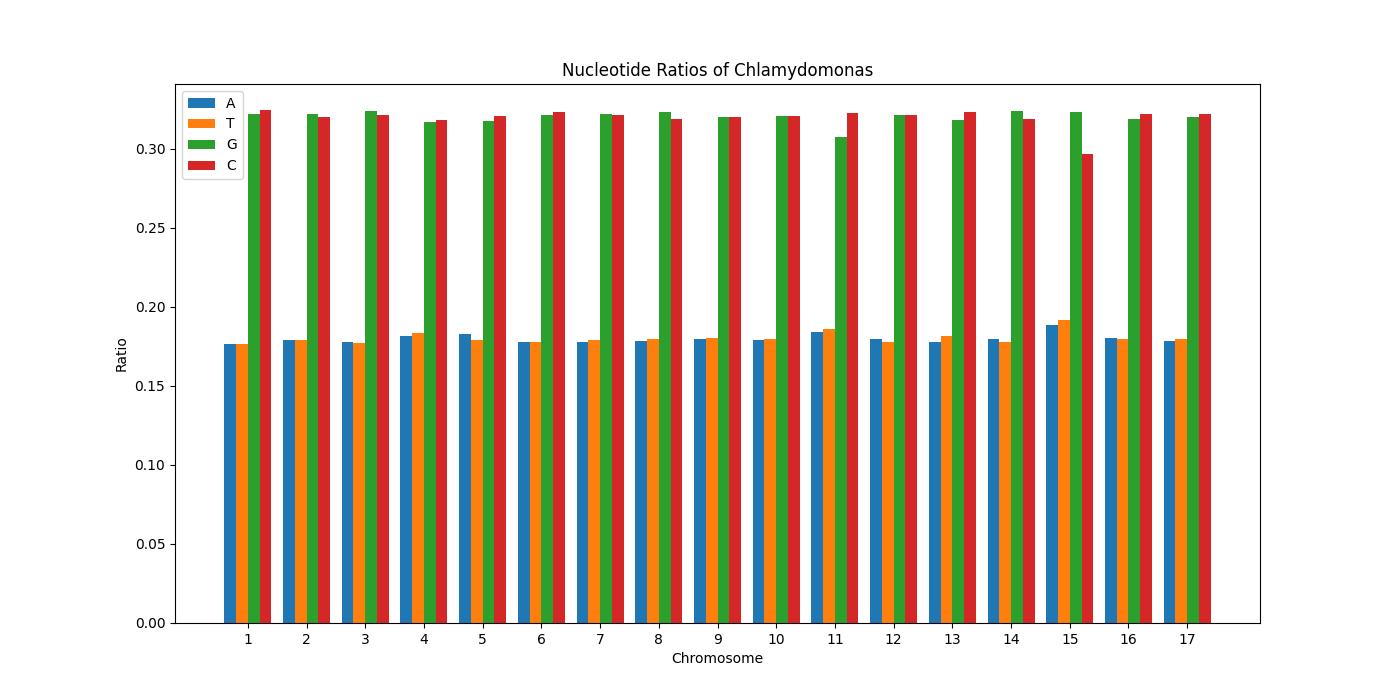 Nucleotide Ratios of Chlamydomonas
A
T
G
C
0.30
0.25
0.20
0.15
0.10
0.05
0.00
Ratio
1 2 3 4 5 6 7 8 9 10 11 12 13 14 15 16 17
Chromosome